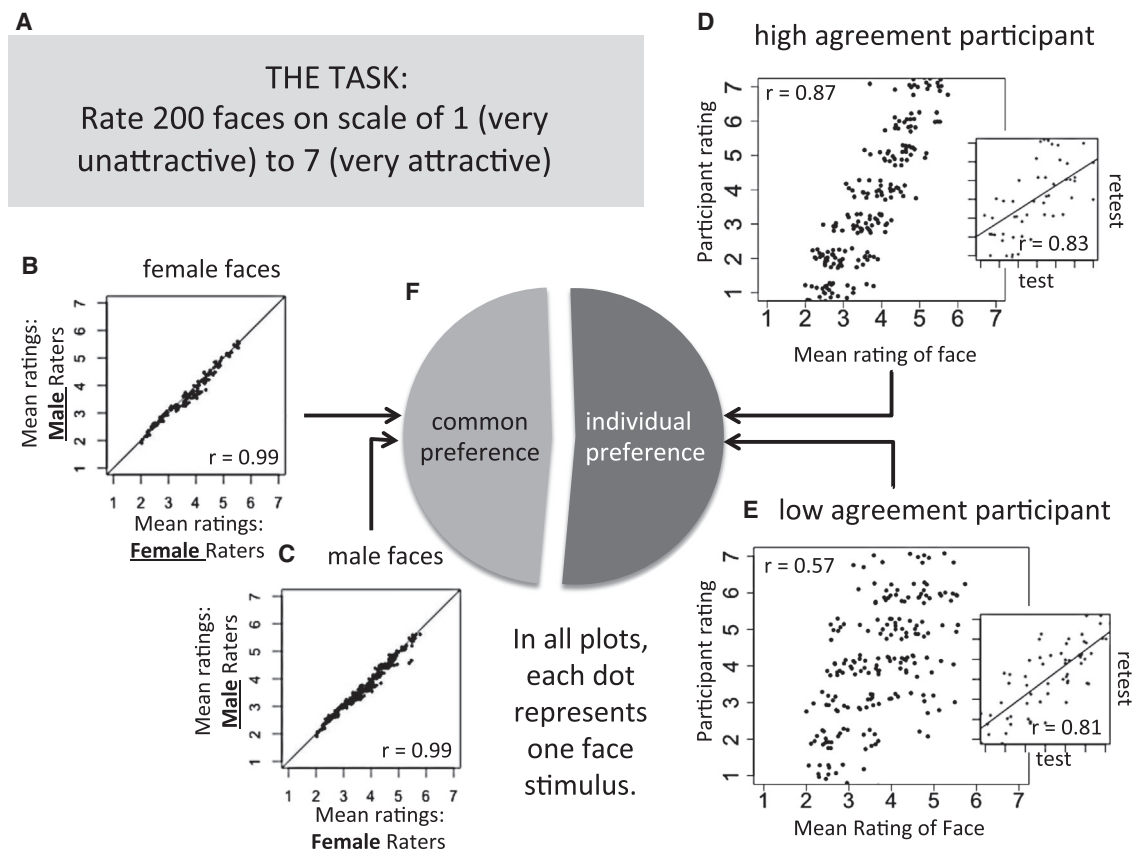 A
THE TASK:
Rate 200 faces on scale of 1 (very
unattractive) to 7 (very attractive)
B
female faces
Mean ratings:
Male Raters
7
6
5
4
3
2
1
r = 0.99
1 2 3 4 5 6 7
Mean ratings:
Female Raters
C
male faces
Mean ratings:
Male Raters
7
6
5
4
3
2
1
r = 0.99
1 2 3 4 5 6 7
Mean ratings:
Female Raters
F
common
preference
individual
preference
In all plots,
each dot
represents
one face
stimulus.
D
high agreement participant
Participant rating
7
6
5
4
3
2
1
r = 0.87
1 2 3 4 5 6 7
Mean rating of face
r = 0.83
retest
test
E
low agreement participant
Participant rating
7
6
5
4
3
2
1
r = 0.57
1 2 3 4 5 6 7
Mean Rating of Face
r = 0.81
retest
test